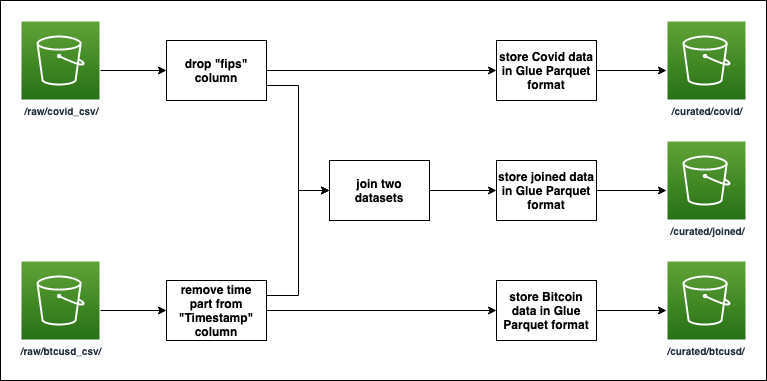 drop "fips"
column
store Covid data
in Glue Parquet
format
/raw/covid_csv/
/curated/covid/
join two
datasets
store joined data
in Glue Parquet
format
/curated/joined/
remove time
part from
"Timestamp"
column
store Bitcoin
data in Glue
Parquet format
/raw/btcusd_csv/
/curated/btcusd/